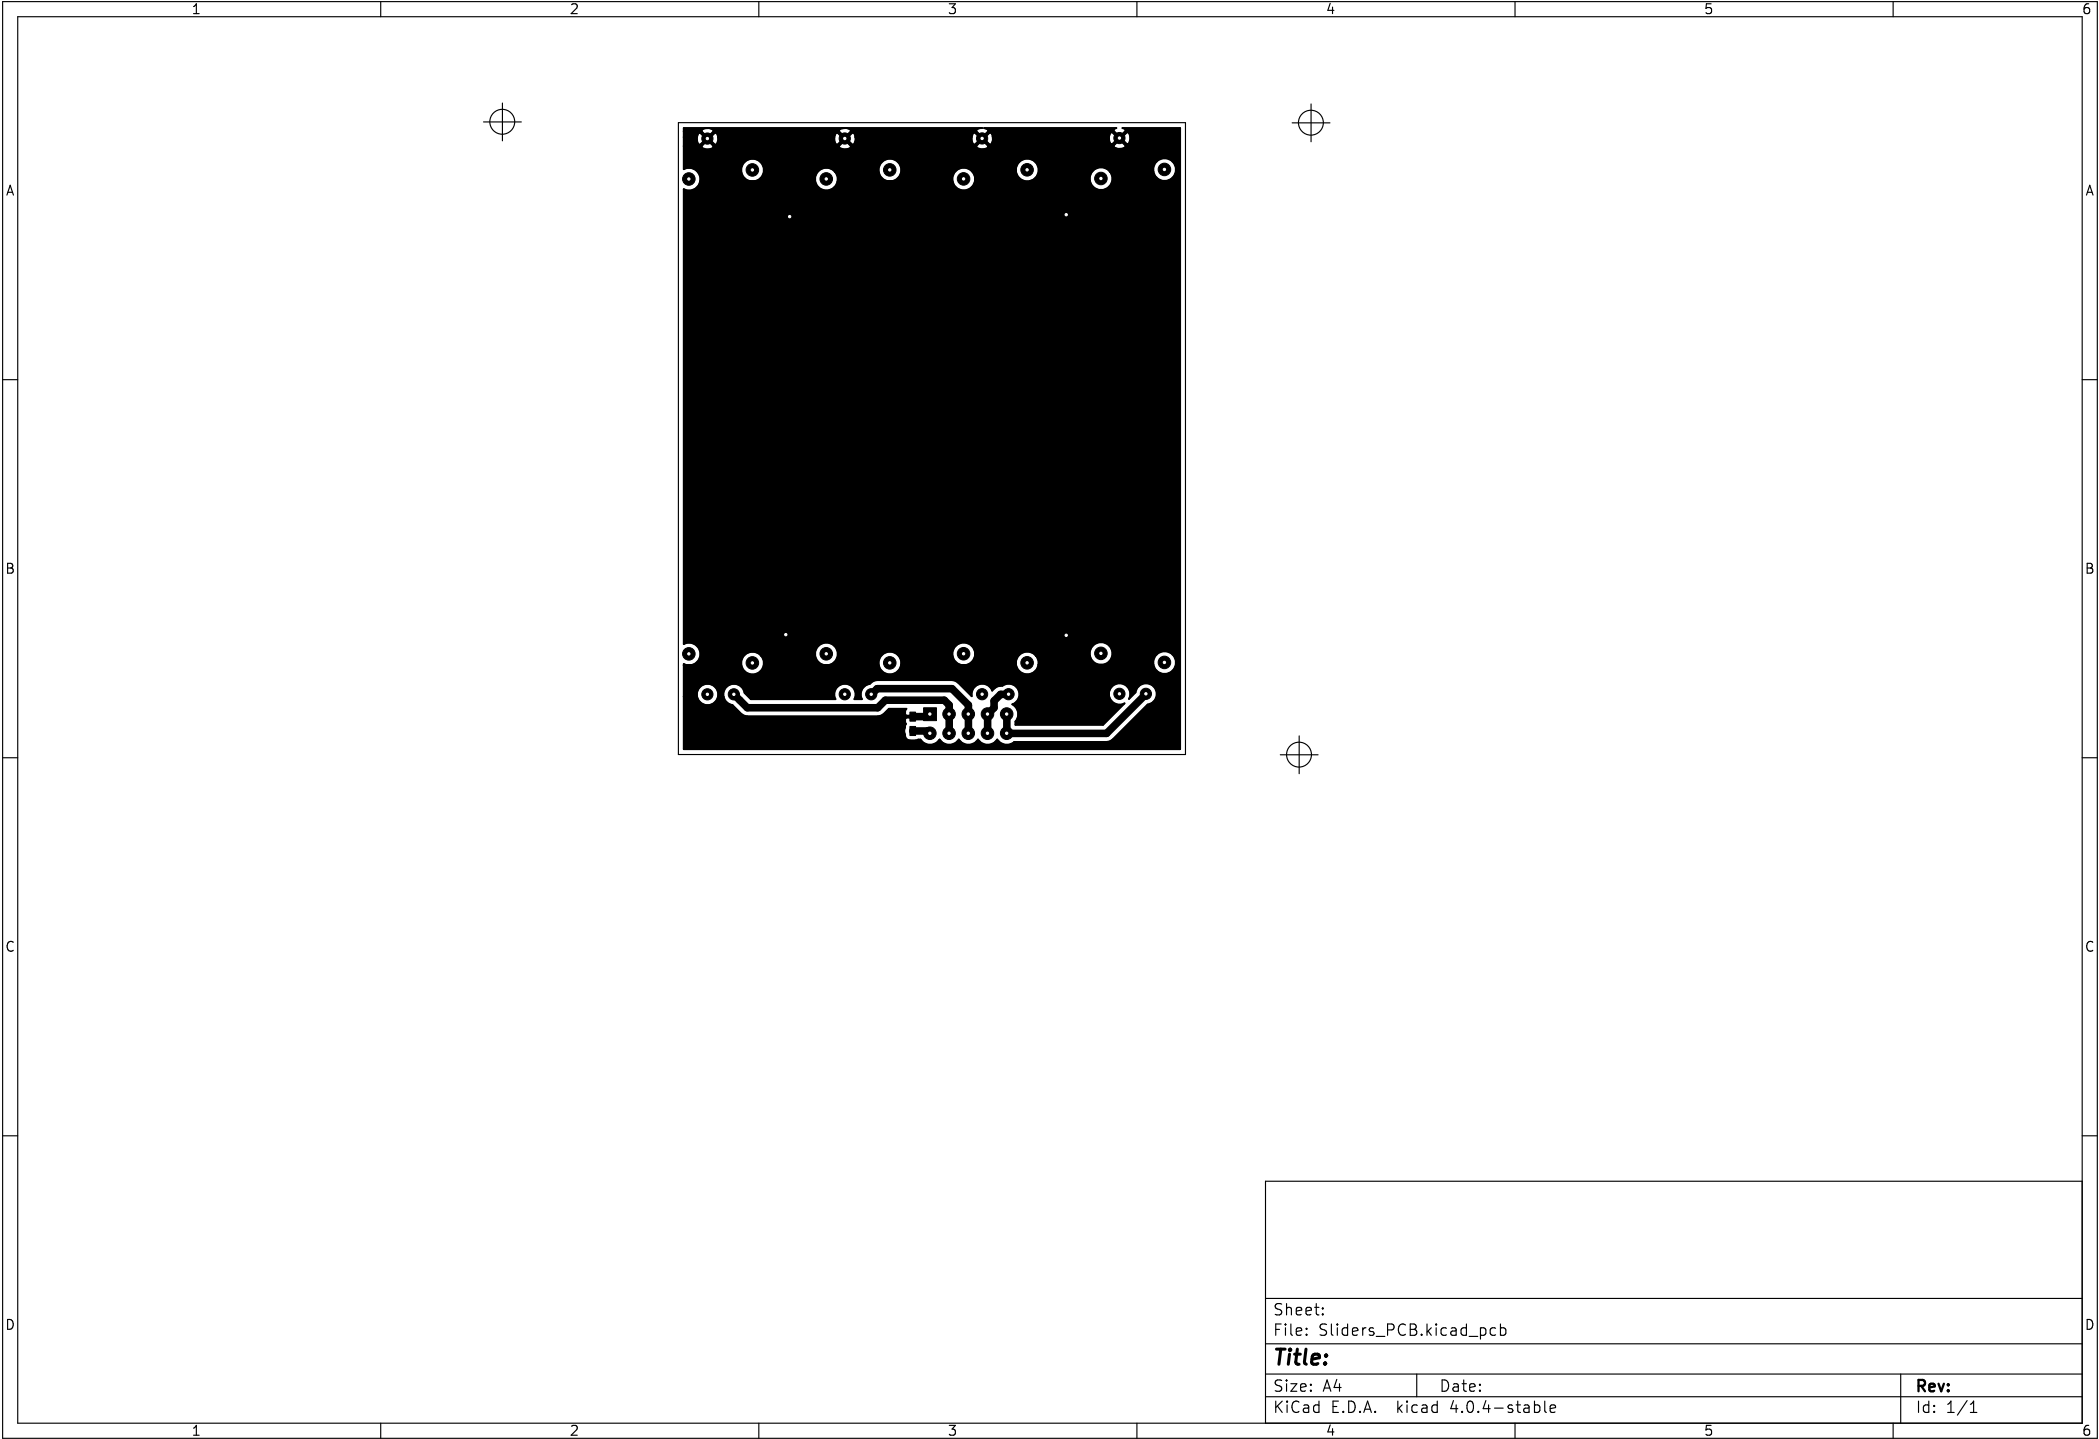 1 2 3 4 5 6
A A
B B
C C
Sheet:
File: Sliders_PCB.kicad_pcb
D D
Title:
Size: A4 Date: Rev:
KiCad E.D.A. kicad 4.0.4-stable Id: 1/1
1 2 3 4 5 6